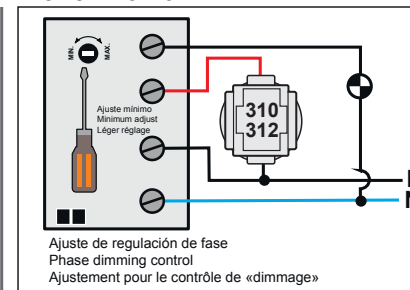 MIN.
MAX.
Ajuste mínimo
Minimum adjust
Léger réglage
310
312
N
Ajuste de regulación de fase
Phase dimming control
Ajustement pour le contrôle de «dimmage»